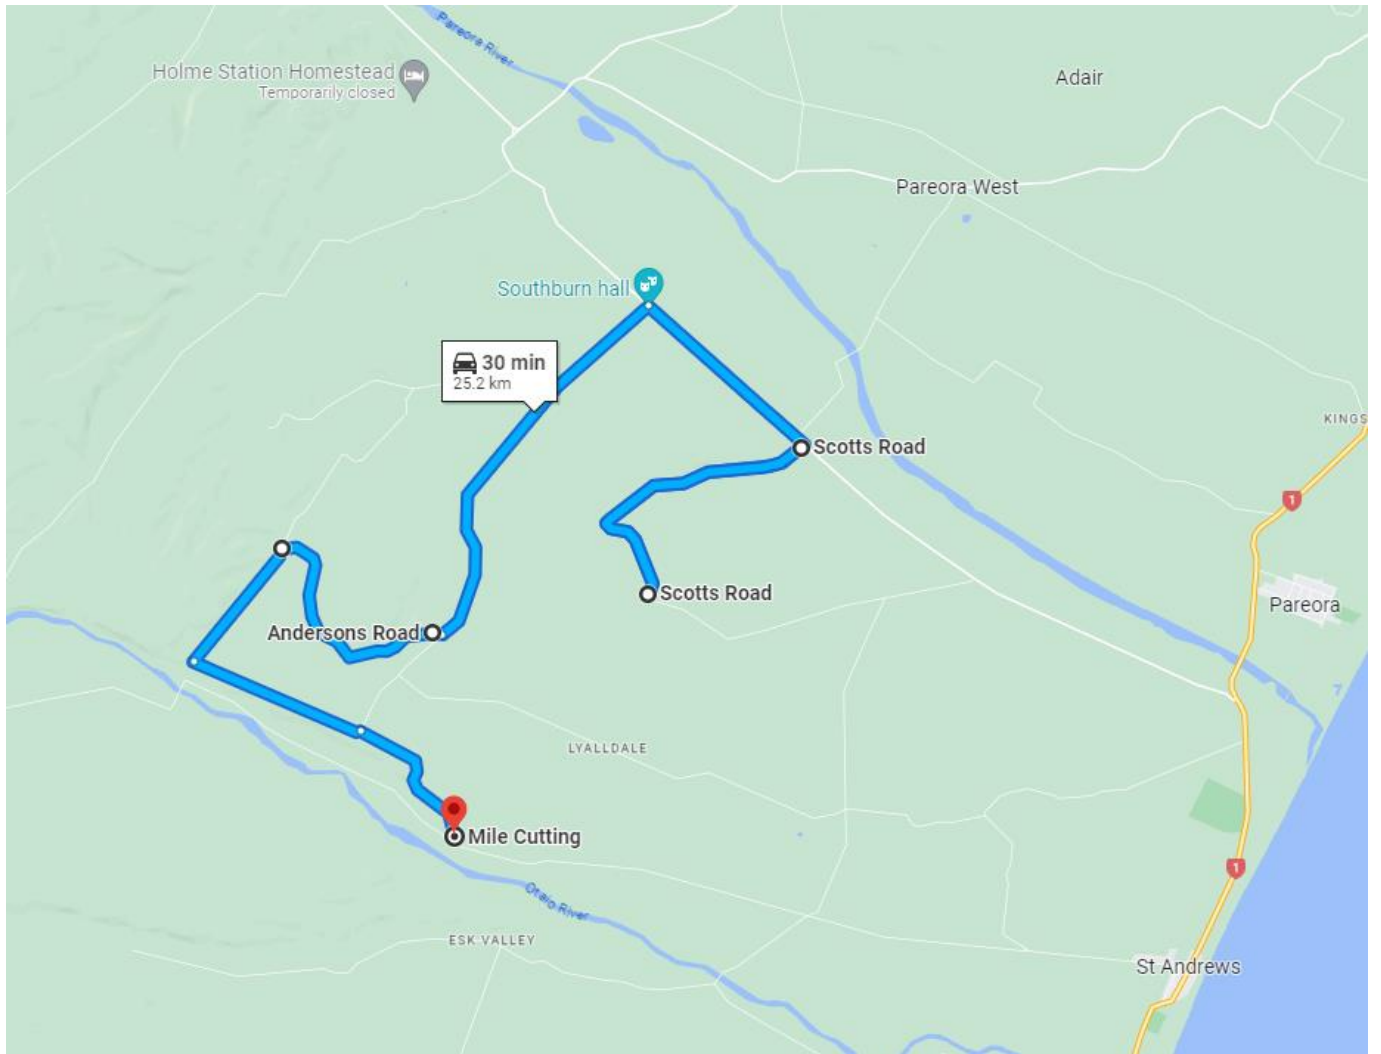 Pareora River
Holme Station Homestead
Temporarily closed
Adair
Pareora West
Southburn hall
30 min
25.2 km
KINGS
Scotts Road
1
Scotts Road
Pareora
Andersons Road
LYALLDALE
Mile Cutting
1
Otaio River
ESK VALLEY
St Andrews